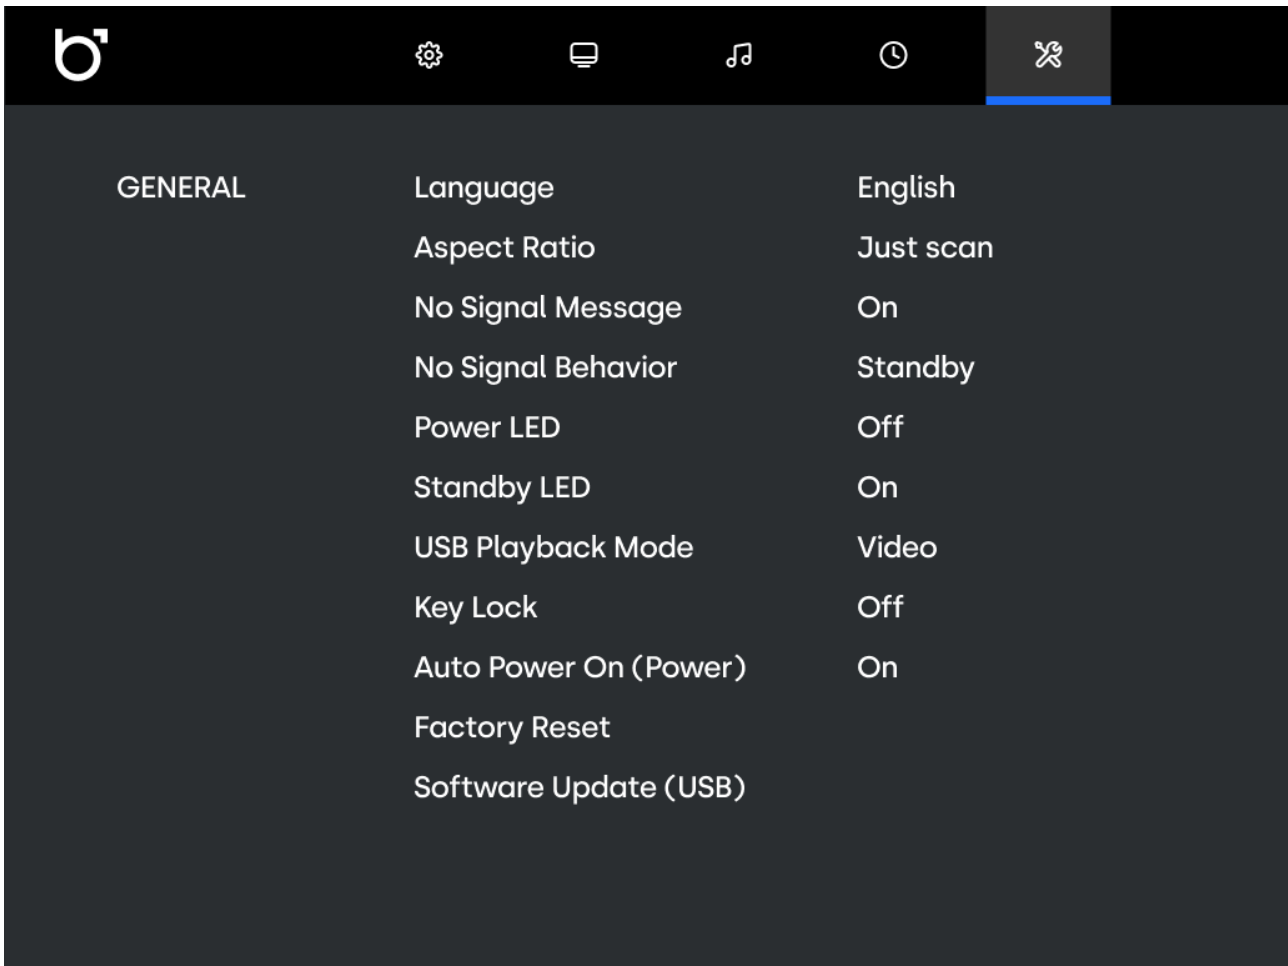 GENERAL
Language English
Aspect Ratio Just scan
No Signal Message On
No Signal Behavior Standby
Power LED Off
Standby LED On
USB Playback Mode Video
Key Lock Off
Auto Power On (Power) On
Factory Reset
Software Update (USB)